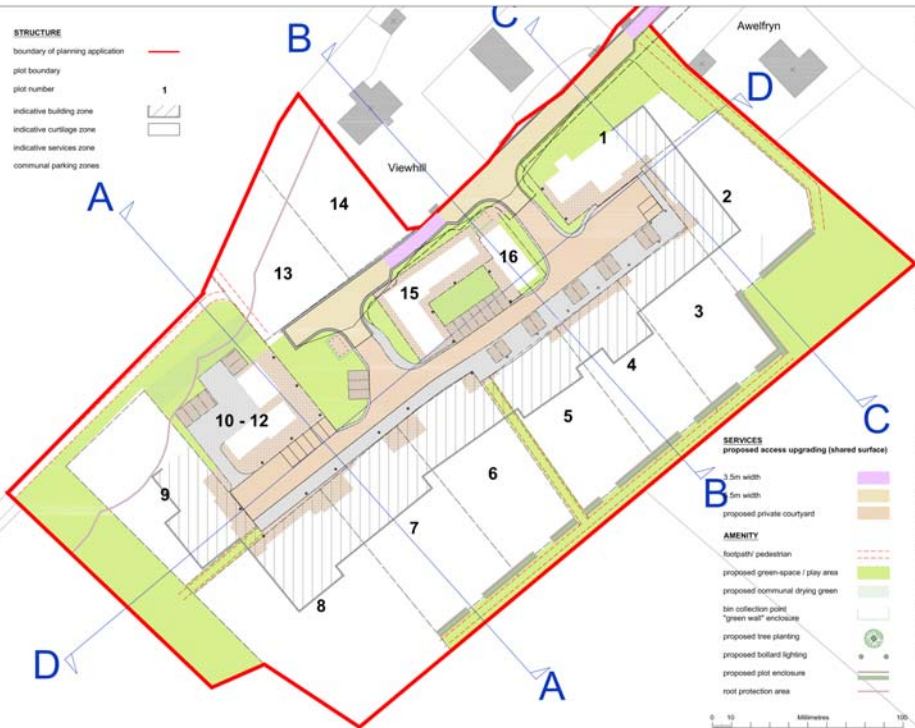 STRUCTURE
boundary of planning application
plot boundary
plot number 1
indicative building zone
indicative curtilage zone
indicative services zone
communal parking zones
A
B
C
Awelfryn
D
Viewhill
1
2
14
13
16
15
3
4
5
10 - 12
6
9
7
8
C
B
D
A
SERVICES
proposed access upgrading (shared surface)
3.5m width
.5m width
proposed private courtyard
AMENITY
footpath/ pedestrian
proposed green-space / play area
proposed communal drying green
bin collection point
"green wall" enclosure
proposed tree planting
proposed bollard lighting
proposed plot enclosure
root protection area
0 10 Millimetres 100